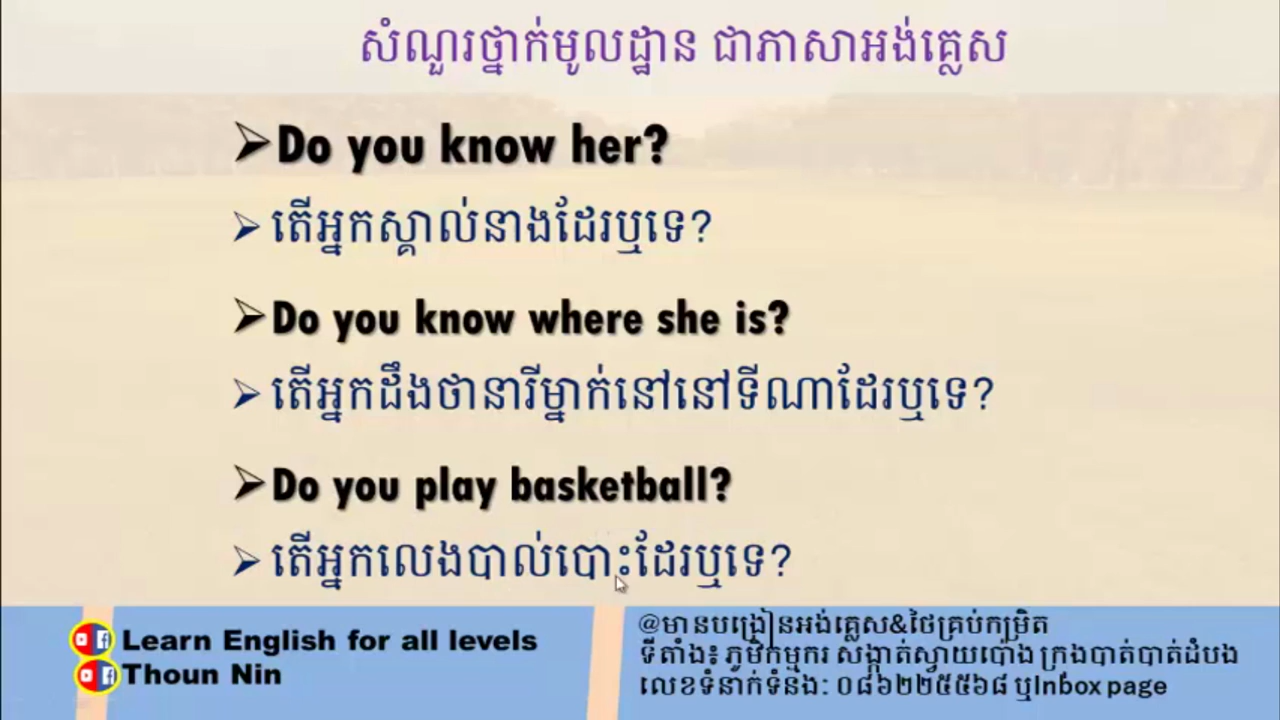 សំណួរថ្នាក់មូលដ្ឋាន ជាភាសាអង់គ្លេស
Do you know her?
តើអ្នកស្គាល់នាងដែរឬទេ?
Do you know where she is?
តើអ្នកដឹងថានារីម្នាក់នៅនៅទីណាដែរឬទេ?
Do you play basketball?
តើអ្នកលេងបាល់បោះដែរឬទេ?
Learn English for all levels
Thoun Nin
@មានបង្រៀនអង់គ្លេស&ថៃគ្រប់កម្រិត
ទីតាំង៖ ភូមិកម្មករ សង្កាត់ស្វាយប៉ោង ក្រុងបាត់បាត់ដំបង
លេខទំនាក់ទំនង: ០៨៦២២៥៥៦៨ ឬInbox page